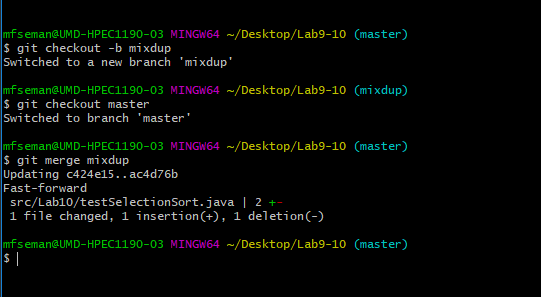 mfseman@UMD-HPEC1190-03 MINGW64 ~/Desktop/Lab9-10 (master)
$ git checkout -b mixdup
Switched to a new branch 'mixdup'
mfseman@UMD-HPEC1190-03 MINGW64 ~/Desktop/Lab9-10 (mixdup)
$ git checkout master
Switched to branch 'master'
mfseman@UMD-HPEC1190-03 MINGW64 ~/Desktop/Lab9-10 (master)
$ git merge mixdup
Updating c424e15..ac4d76b
Fast-forward
 src/Lab10/testSelectionSort.java | 2 +-
 1 file changed, 1 insertion(+), 1 deletion(-)
mfseman@UMD-HPEC1190-03 MINGW64 ~/Desktop/Lab9-10 (master)
$